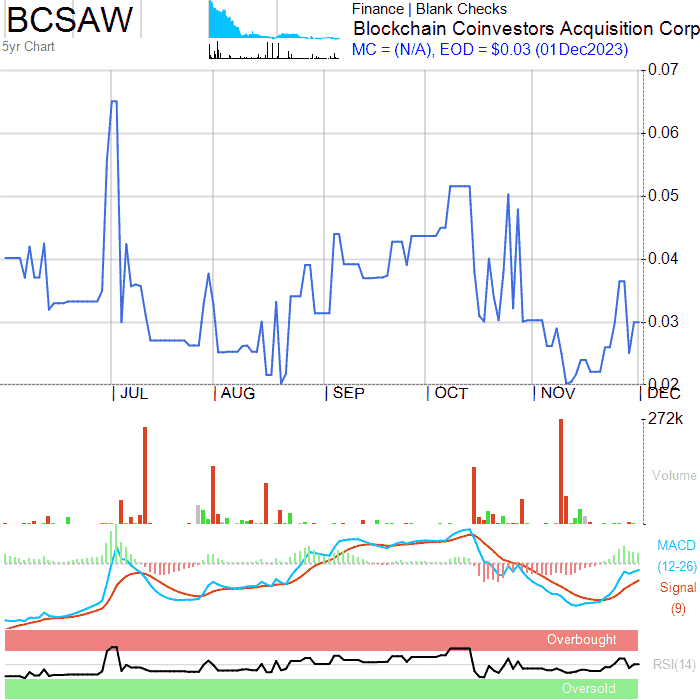 BCSAW
5yr Chart
Finance | Blank Checks
Blockchain Coinvestors Acquisition Corp
MC = (N/A), EOD = $0.03 (01Dec2023)
0.07
0.06
0.05
0.04
0.03
0.02
JUL
AUG
SEP
OCT
NOV
DEC
272k
Volume
MACD
(12-26)
Signal
(9)
Overbought
RSI(14)
Oversold